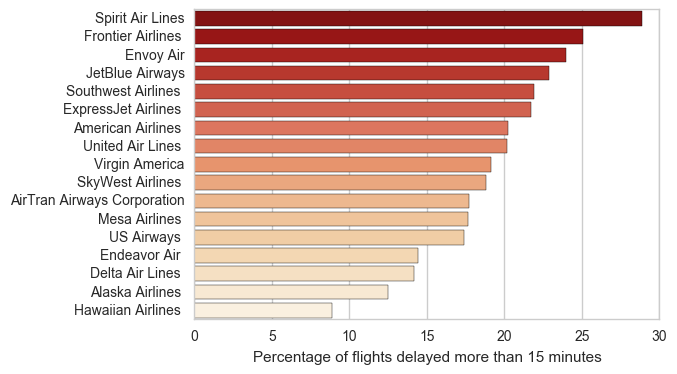 Spirit Air Lines
Frontier Airlines
Envoy Air
JetBlue Airways
Southwest Airlines
ExpressJet Airlines
American Airlines
United Air Lines
Virgin America
SkyWest Airlines
AirTran Airways Corporation
Mesa Airlines
US Airways
Endeavor Air
Delta Air Lines
Alaska Airlines
Hawaiian Airlines
0 5 10 15 20 25 30
Percentage of flights delayed more than 15 minutes